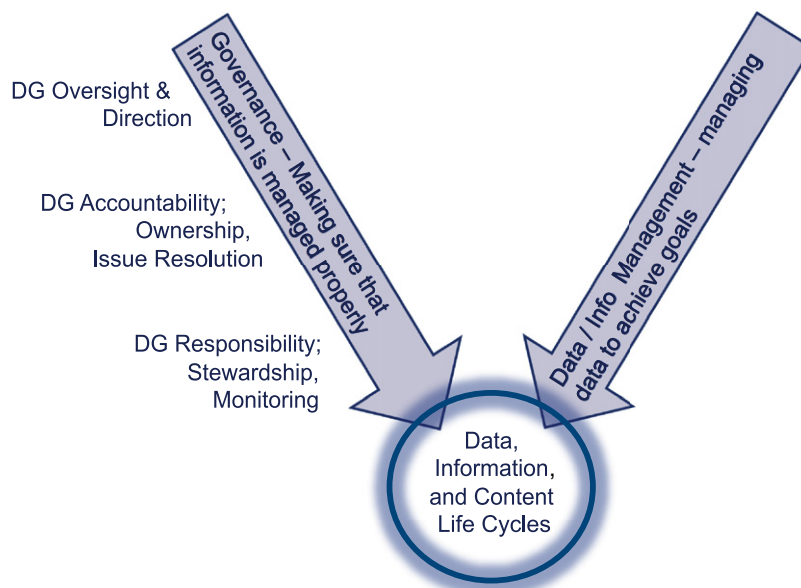 DG Oversight &
Direction
DG Accountability;
Ownership,
Issue Resolution
DG Responsibility;
Stewardship,
Monitoring
Governance – Making sure that
information is managed properly
Data / Info Management – managing
data to achieve goals
Data,
Information,
and Content
Life Cycles